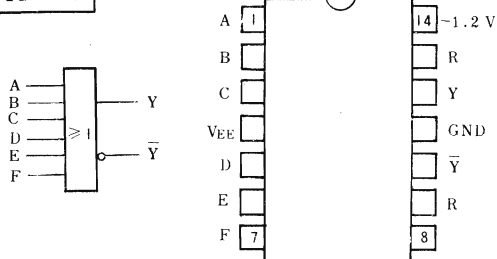 A 1 14 -1.2 V
B R
A
B
C
D
E
F
≥ 1
Y
Y̅
C Y
VEE GND
D Y̅
E R
F 7 8